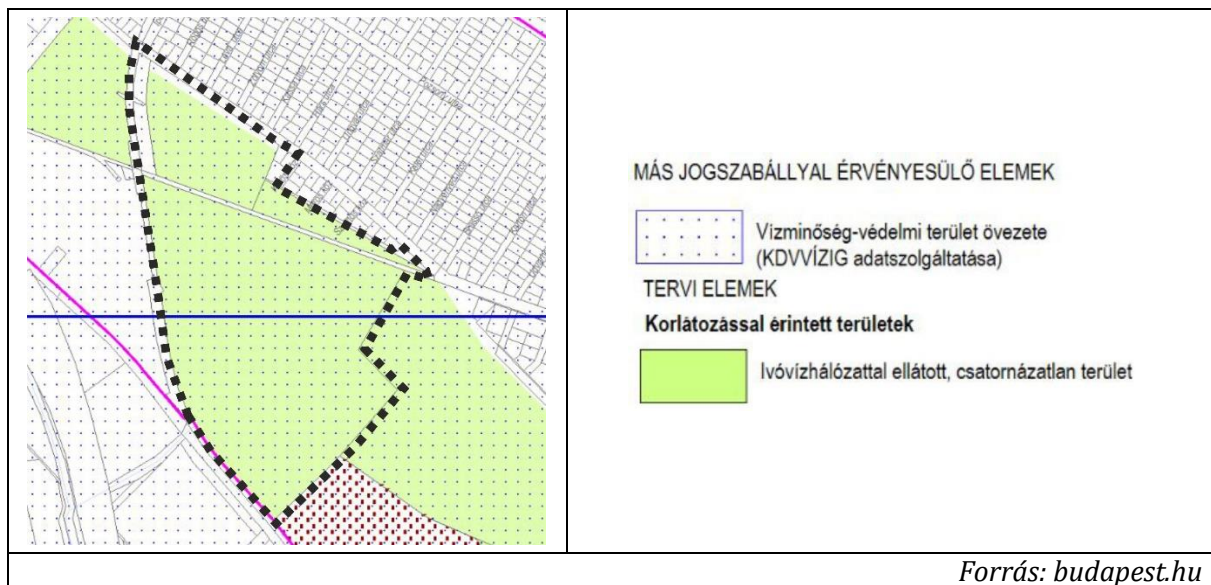 MÁS JOGSZABÁLLYAL ÉRVÉNYESÜLŐ ELEMEK
Vízminőség-védelmi terület övezete
(KDVVÍZIG adatszolgáltatása)
TERVI ELEMEK
Korlátozással érintett területek
Ivóvízhálózattal ellátott, csatornázatlan terület
Forrás: budapest.hu